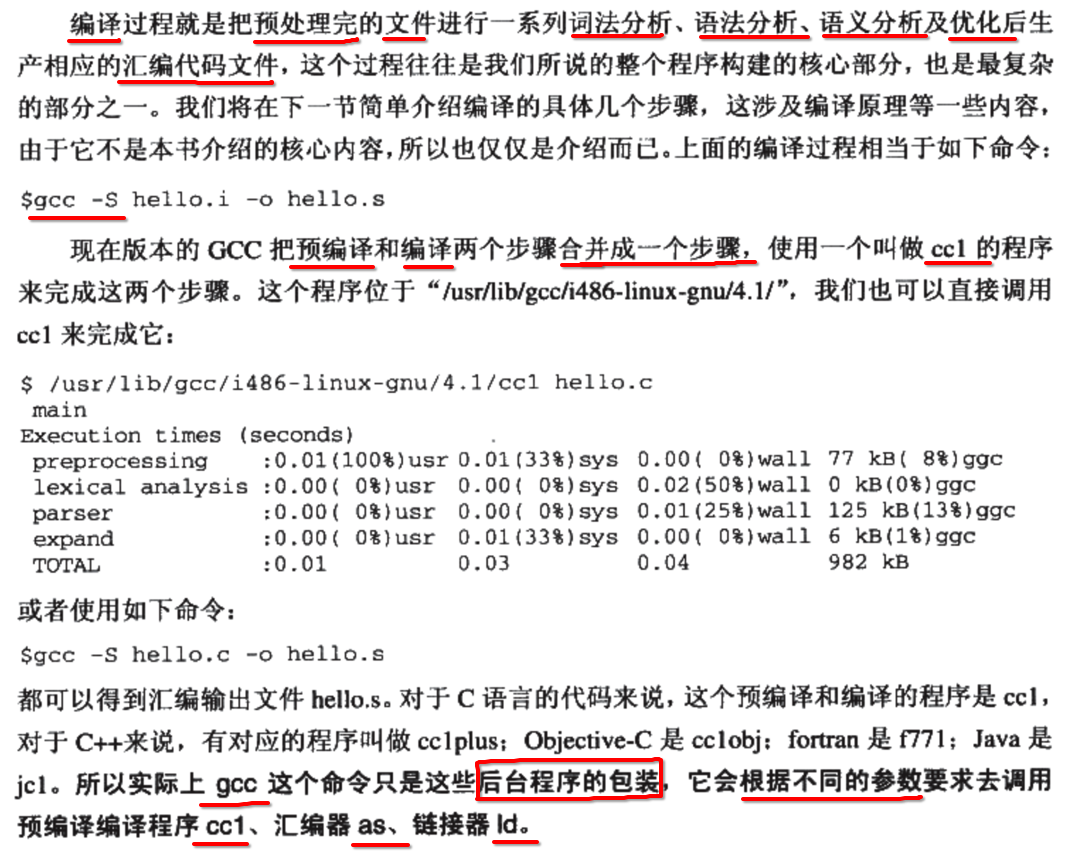 编译过程就是把预处理完的文件进行一系列词法分析、语法分析、语义分析及优化后生
产相应的汇编代码文件，这个过程往往是我们所说的整个程序构建的核心部分，也是最复杂
的部分之一。我们将在下一节简单介绍编译的具体几个步骤，这涉及编译原理等一些内容，
由于它不是本书介绍的核心内容，所以也仅仅是介绍而已。上面的编译过程相当于如下命令：
$gcc -S hello.i -o hello.s
现在版本的 GCC 把预编译和编译两个步骤合并成一个步骤，使用一个叫做 cc1 的程序
来完成这两个步骤。这个程序位于“/usr/lib/gcc/i486-linux-gnu/4.1/”，我们也可以直接调用
cc1 来完成它：
$ /usr/lib/gcc/i486-linux-gnu/4.1/cc1 hello.c
main
Execution times (seconds)
preprocessing :0.01(100%)usr 0.01(33%)sys 0.00( 0%)wall 77 kB( 8%)ggc
lexical analysis :0.00( 0%)usr 0.00( 0%)sys 0.02(50%)wall 0 kB(0%)ggc
parser :0.00( 0%)usr 0.00( 0%)sys 0.01(25%)wall 125 kB(13%)ggc
expand :0.00( 0%)usr 0.01(33%)sys 0.00( 0%)wall 6 kB(1%)ggc
TOTAL :0.01 0.03 0.04 982 kB
或者使用如下命令：
$gcc -S hello.c -o hello.s
都可以得到汇编输出文件 hello.s。对于 C 语言的代码来说，这个预编译和编译的程序是 cc1，
对于 C++来说，有对应的程序叫做 cc1plus；Objective-C 是 cc1obj；fortran 是 f771；Java 是
jc1。所以实际上 gcc 这个命令只是这些后台程序的包装，它会根据不同的参数要求去调用
预编译编译程序 cc1、汇编器 as、链接器 ld。